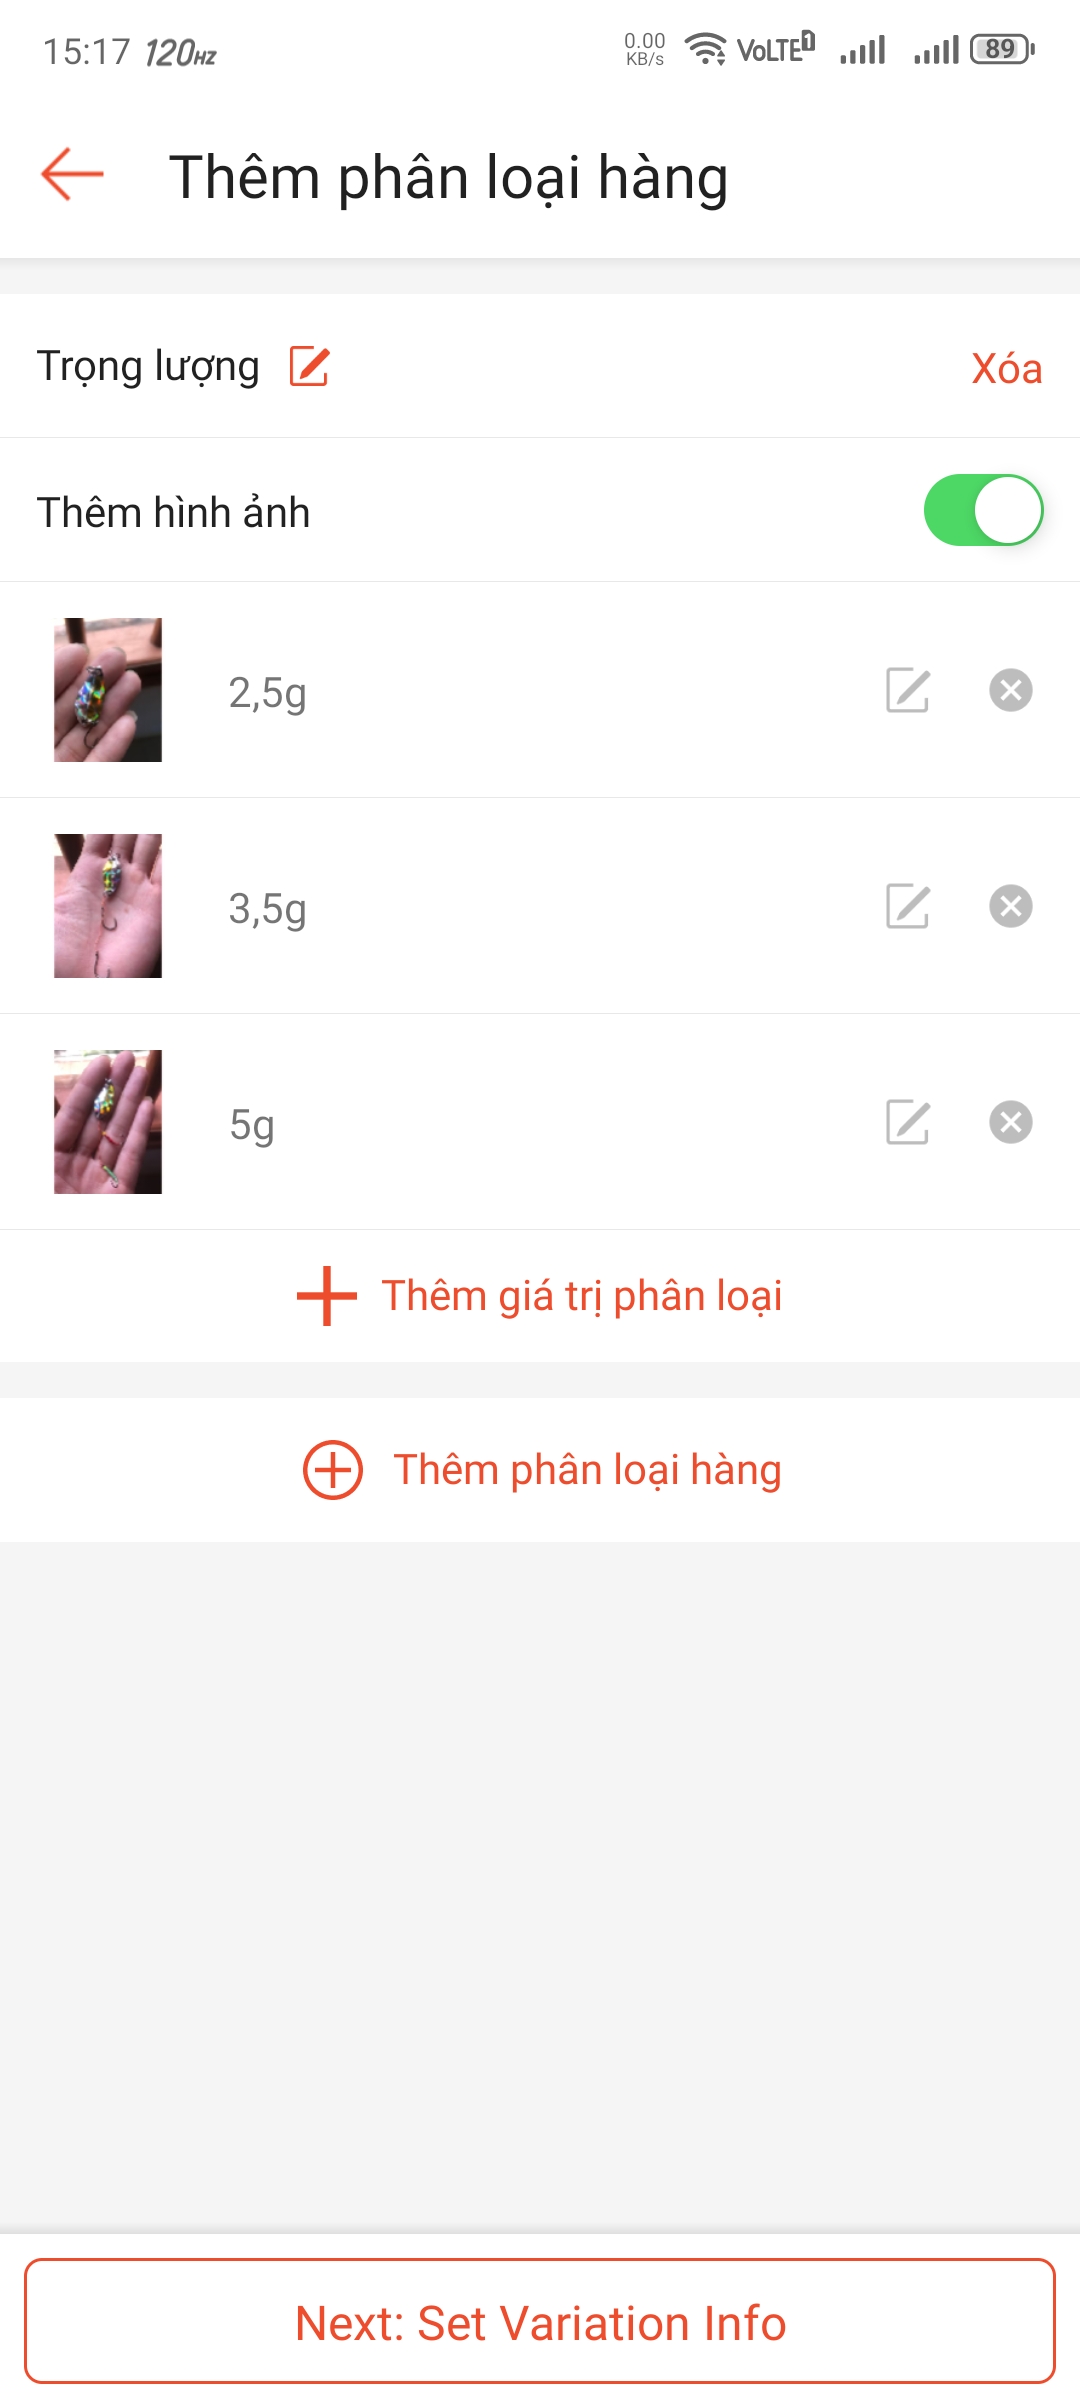 15:17 120HZ 0.00 KB/s VoLTE 1 89
Thêm phân loại hàng
Trọng lượng Xóa
Thêm hình ảnh
2,5g
3,5g
5g
Thêm giá trị phân loại
Thêm phân loại hàng
Next: Set Variation Info